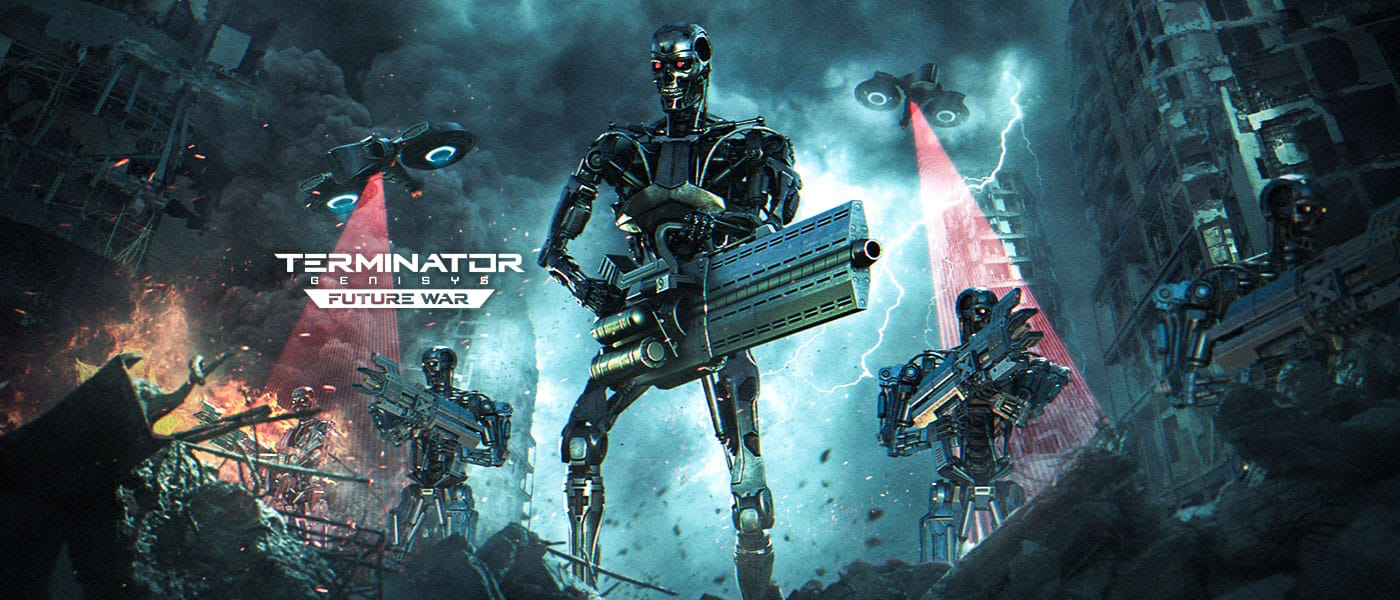 TERMINATOR
GENISYS
FUTURE WAR